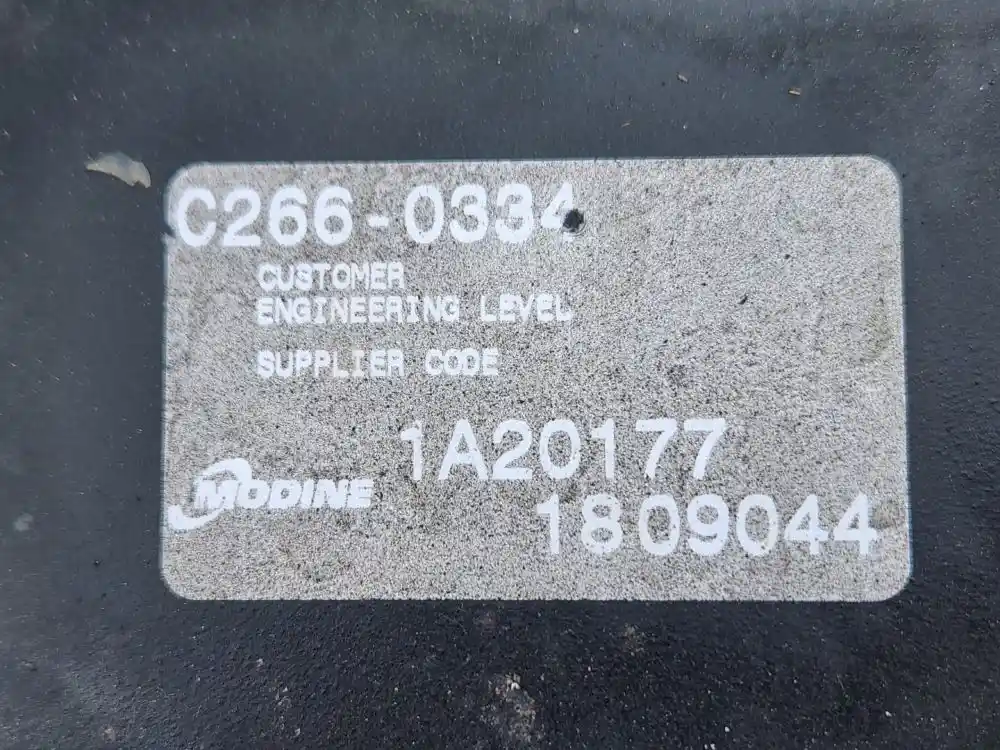 C266-0334
CUSTOMER
ENGINEERING LEVEL
SUPPLIER CODE
1A20177
MODINE
1809044